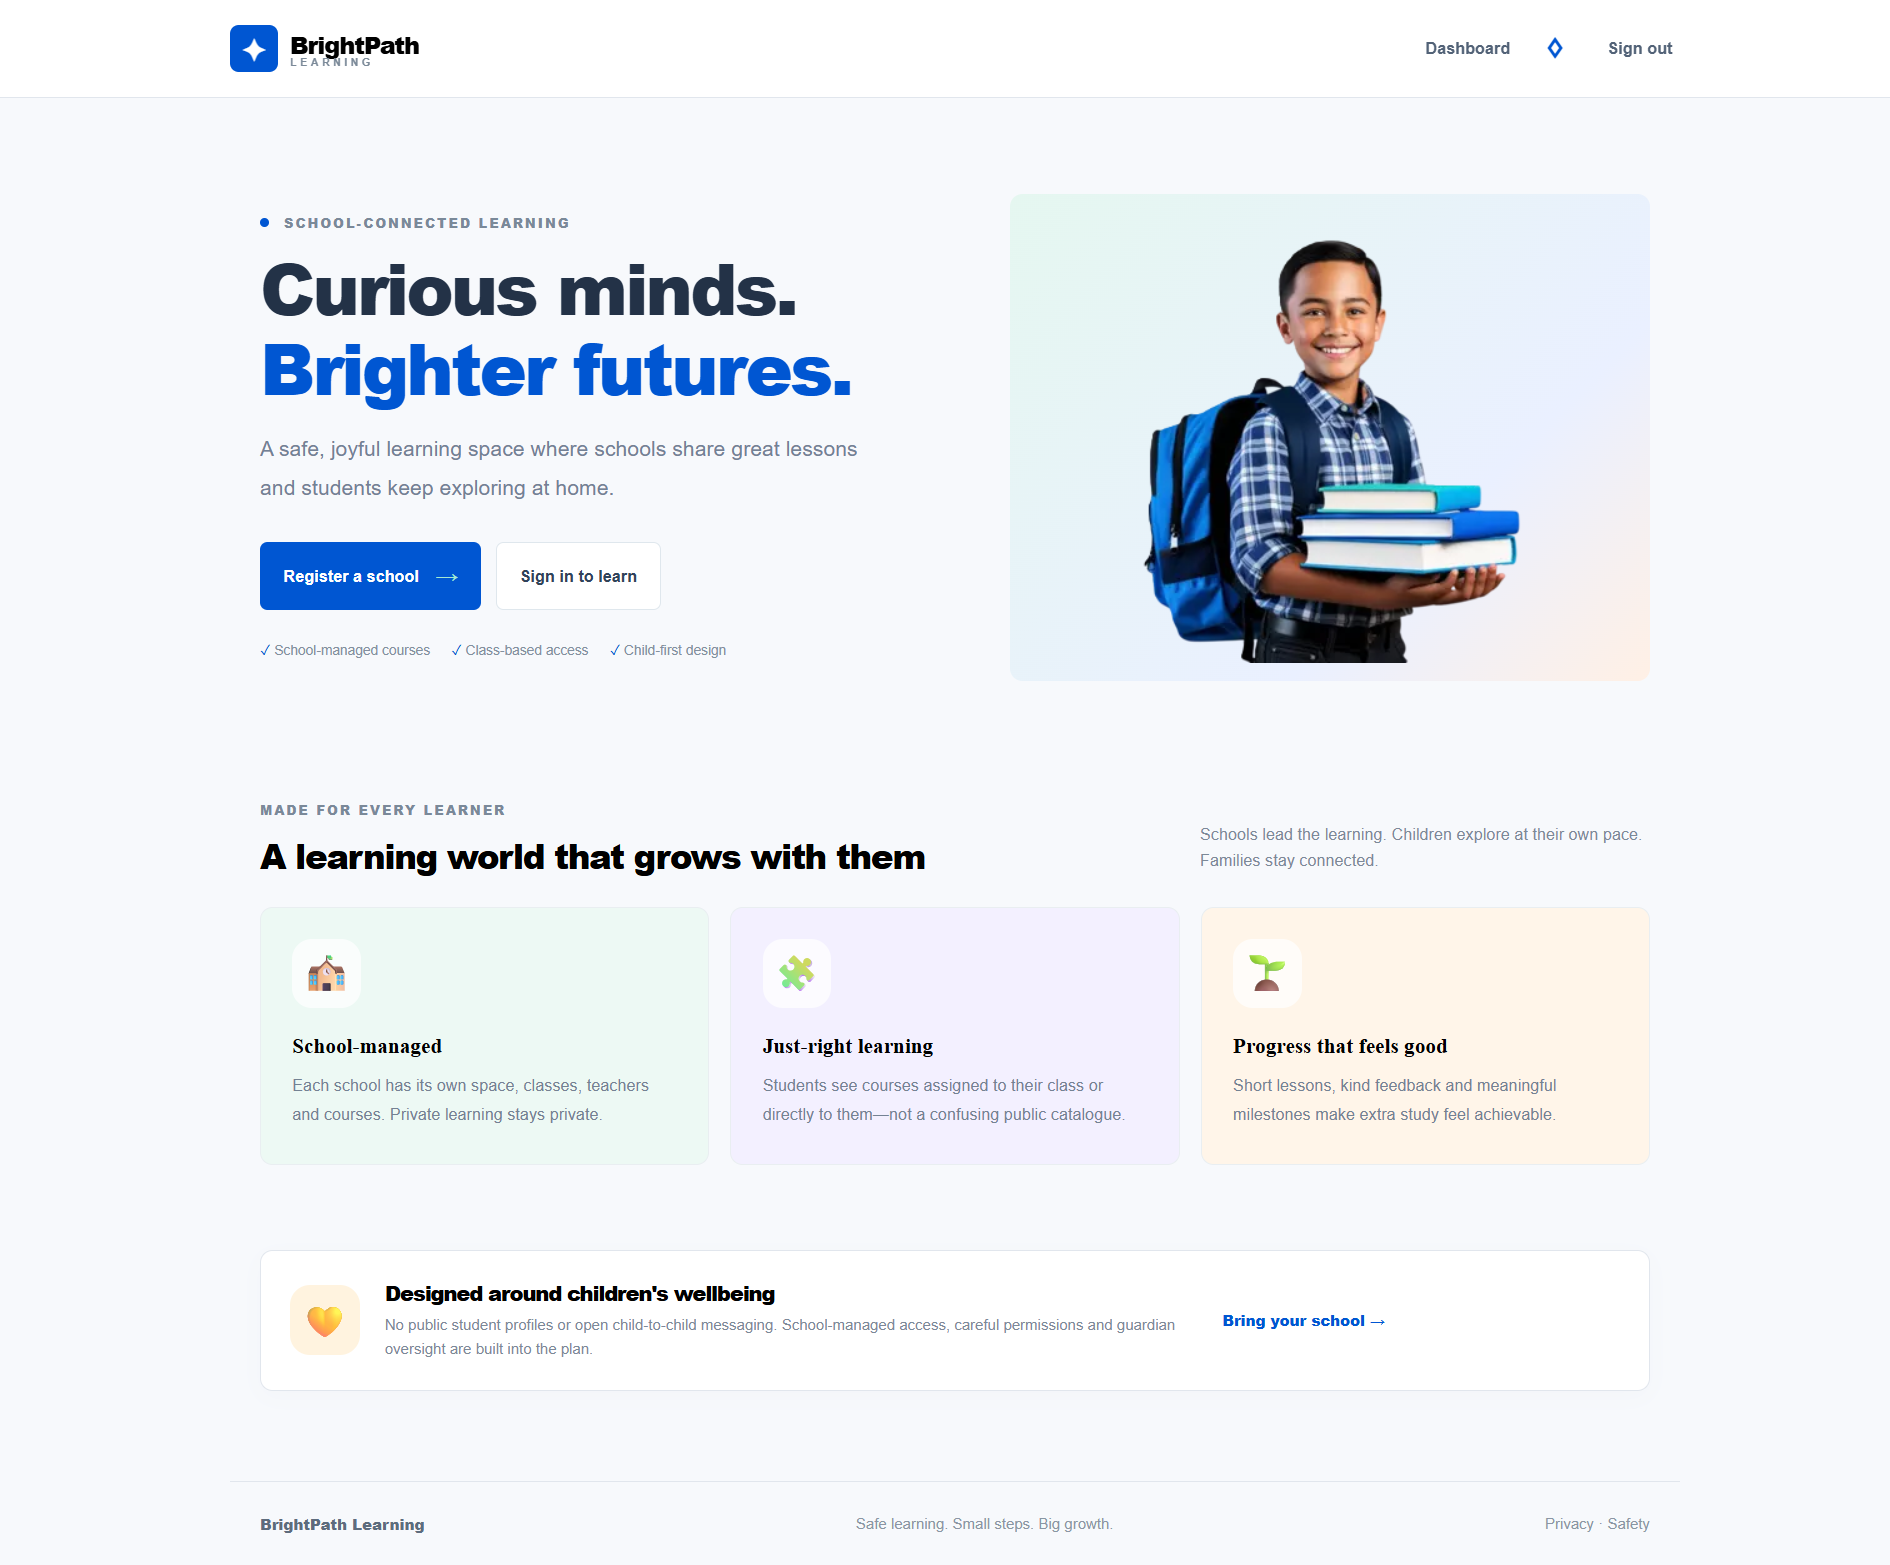 BrightPath
LEARNING
Dashboard
Sign out
SCHOOL-CONNECTED LEARNING
Curious minds.
Brighter futures.
A safe, joyful learning space where schools share great lessons
and students keep exploring at home.
Register a school →
Sign in to learn
✓ School-managed courses
✓ Class-based access
✓ Child-first design
MADE FOR EVERY LEARNER
A learning world that grows with them
Schools lead the learning. Children explore at their own pace.
Families stay connected.
School-managed
Each school has its own space, classes, teachers
and courses. Private learning stays private.
Just-right learning
Students see courses assigned to their class or
directly to them—not a confusing public catalogue.
Progress that feels good
Short lessons, kind feedback and meaningful
milestones make extra study feel achievable.
Designed around children's wellbeing
No public student profiles or open child-to-child messaging. School-managed access, careful permissions and guardian
oversight are built into the plan.
Bring your school →
BrightPath Learning
Safe learning. Small steps. Big growth.
Privacy · Safety